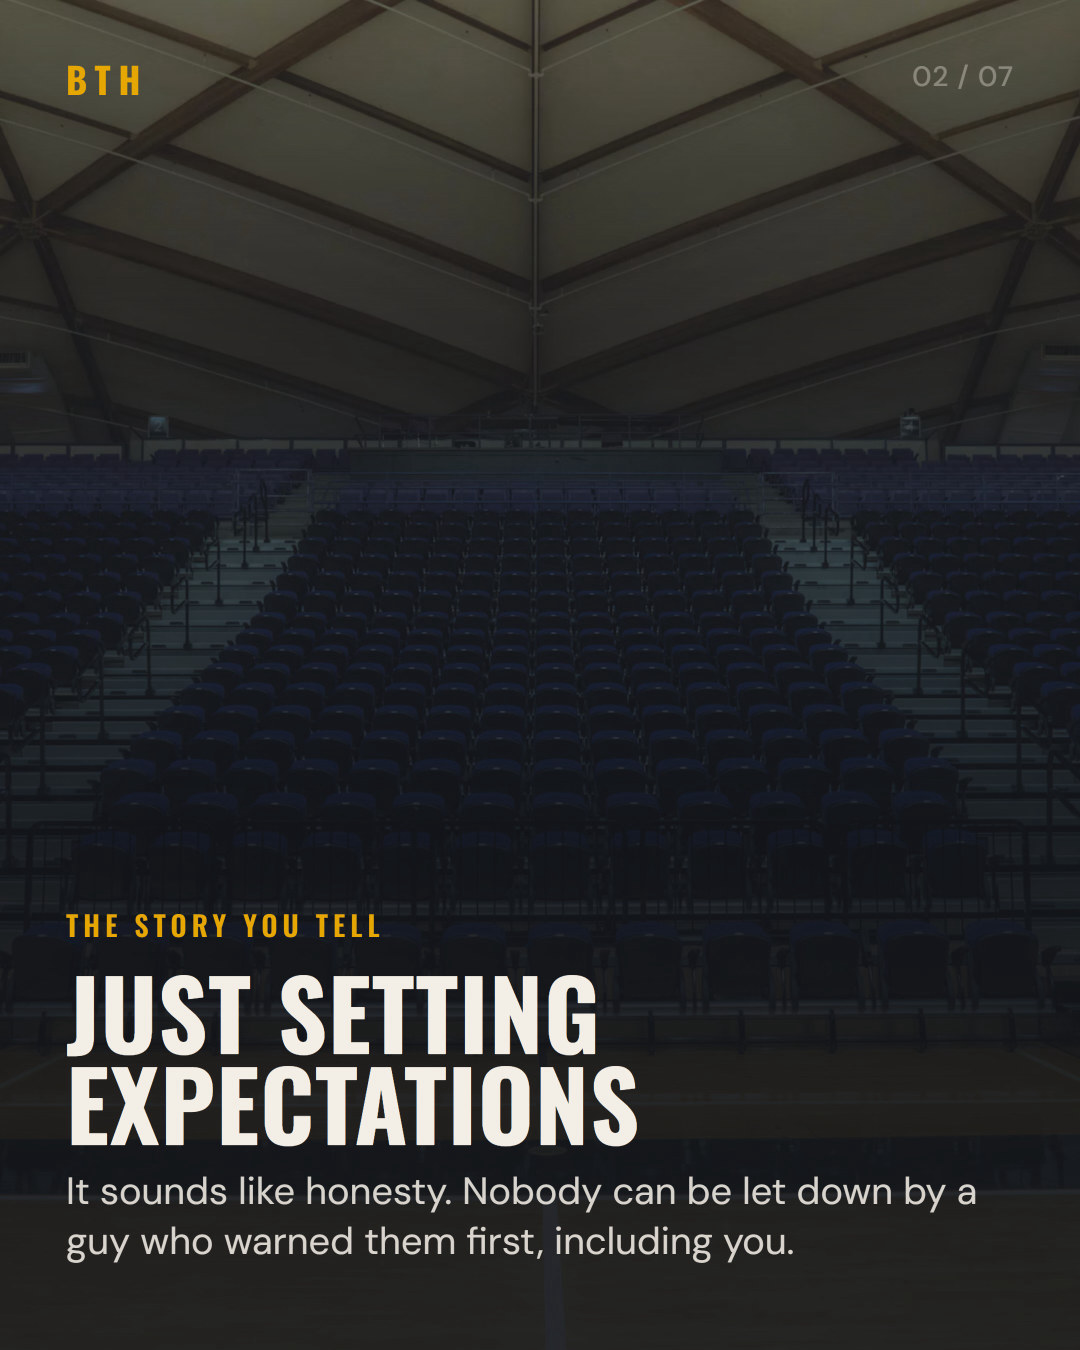 BTH
02 / 07
THE STORY YOU TELL
JUST SETTING
EXPECTATIONS
It sounds like honesty. Nobody can be let down by a
guy who warned them first, including you.